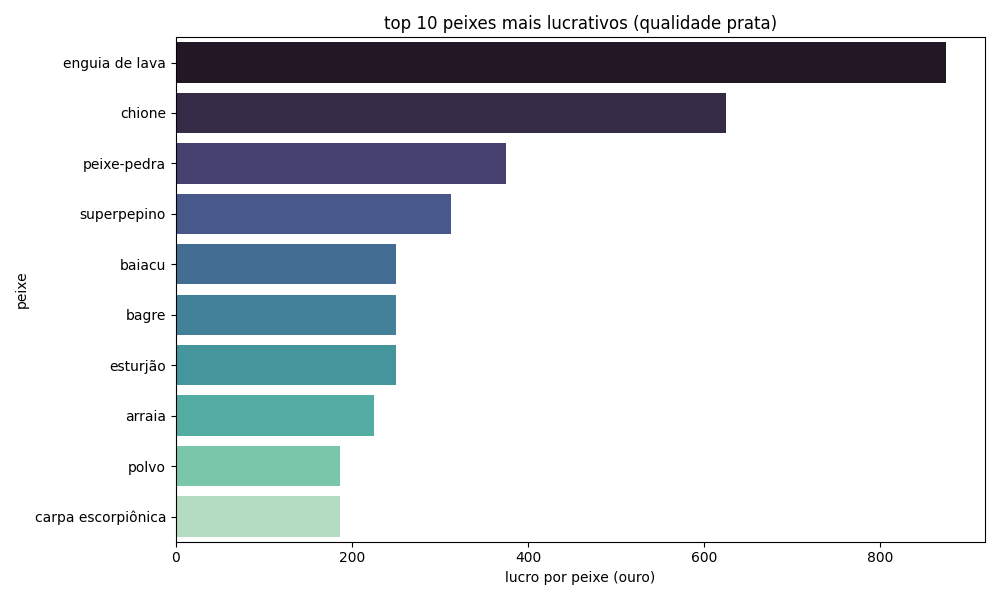 top 10 peixes mais lucrativos (qualidade prata)
peixe
enguia de lava
chione
peixe-pedra
superpepino
baiacu
bagre
esturjão
arraia
polvo
carpa escorpiônica
0 200 400 600 800
lucro por peixe (ouro)